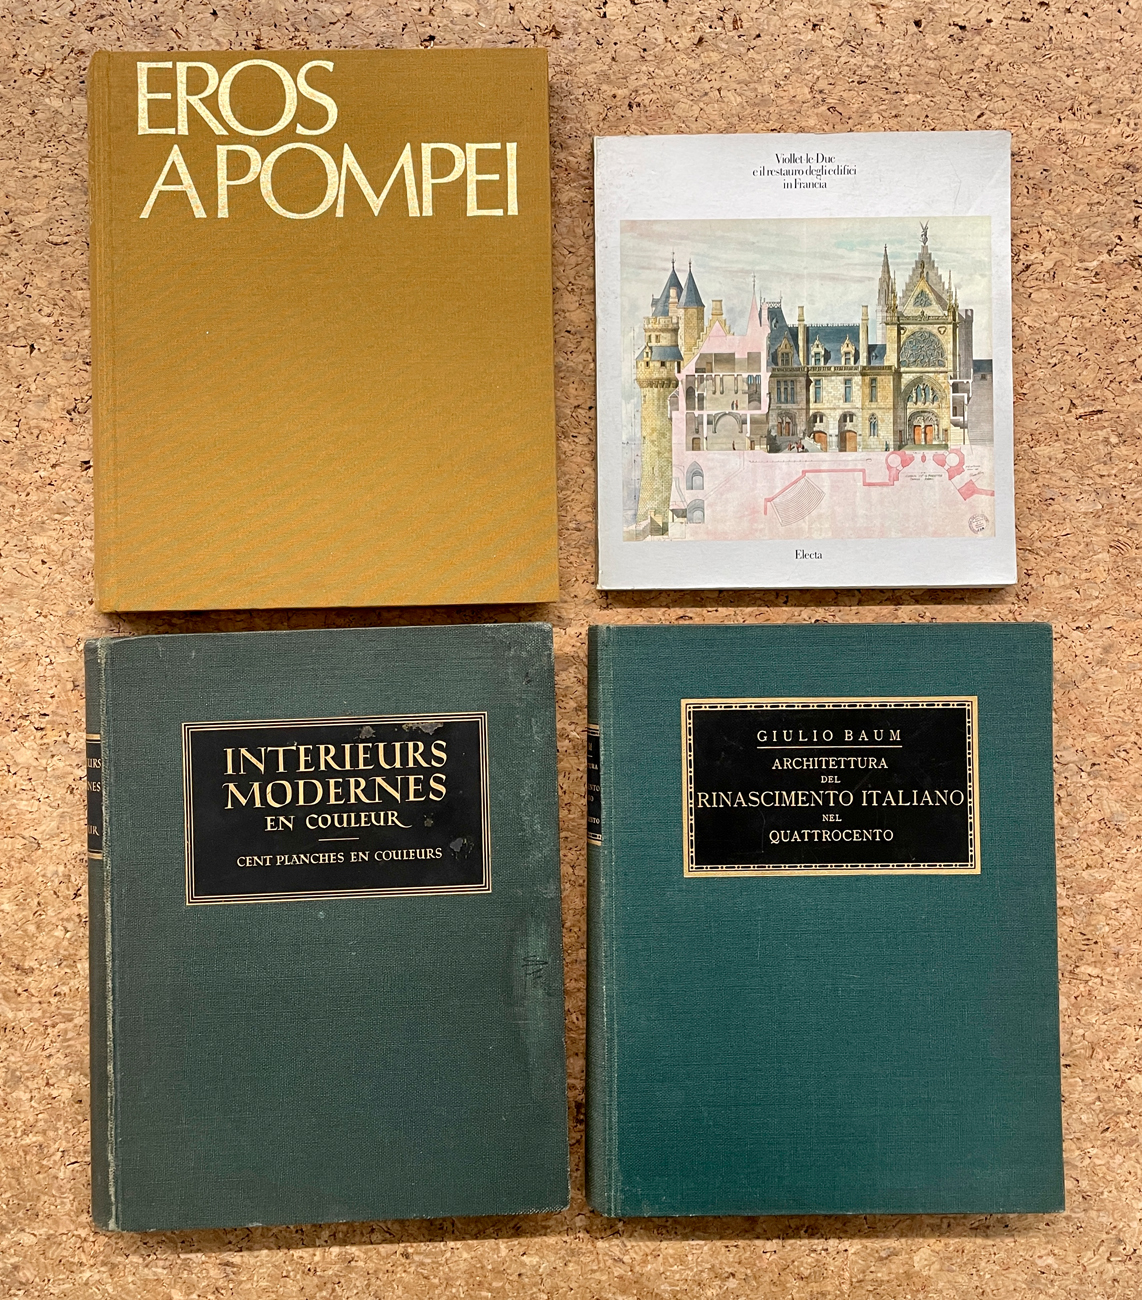 EROS
A POMPEI
Viollet-le-Duc
e il restauro degli edifici
in Francia
Electa
INTERIEURS
MODERNES
EN COULEUR
CENT PLANCHES EN COULEURS
GIULIO BAUM
ARCHITETTURA
DEL
RINASCIMENTO ITALIANO
NEL
QUATTROCENTO